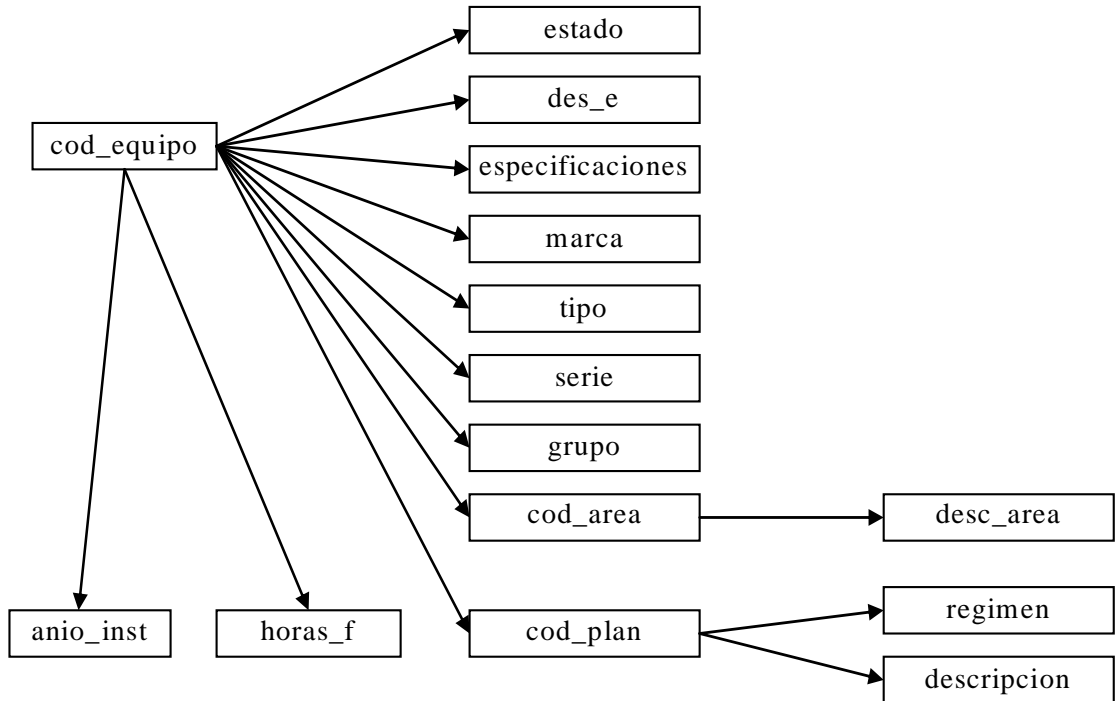 estado
des_e
cod_equipo
especificaciones
marca
tipo
serie
grupo
cod_area
desc_area
anio_inst
horas_f
cod_plan
regimen
descripcion